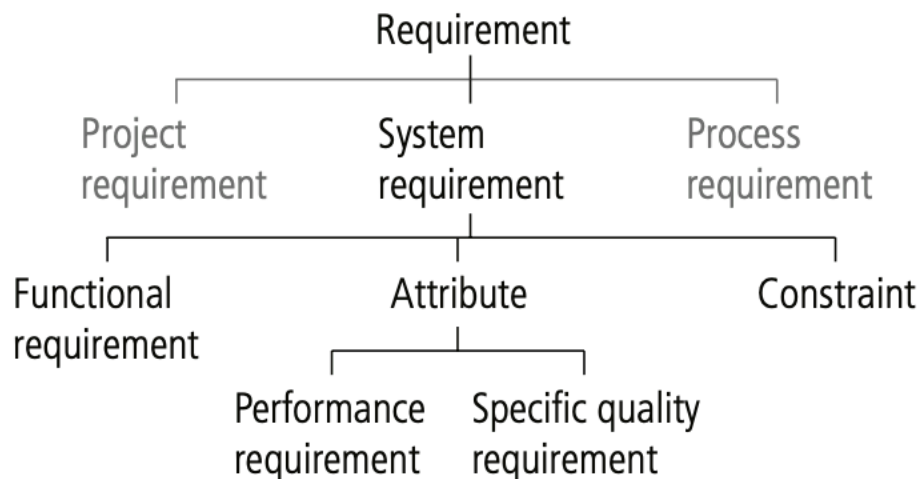 Requirement
Project
requirement
System
requirement
Process
requirement
Functional
requirement
Attribute
Constraint
Performance
requirement
Specific quality
requirement